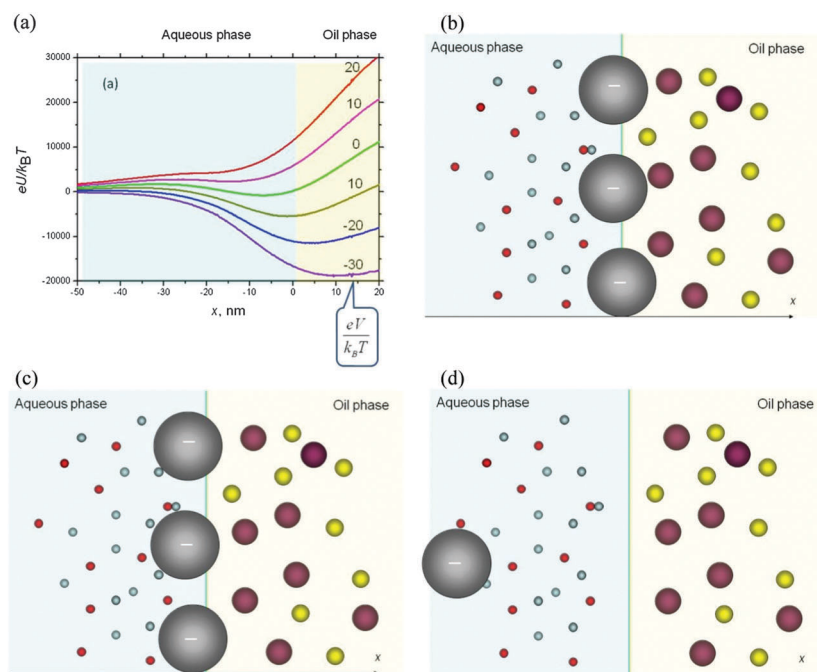 (a)
Aqueous phase Oil phase
30000
20000
10000
0
-10000
-20000
eU/kBT
(a)
20
10
0
10
-20
-30
-50 -40 -30 -20 -10 0 10 20
x, nm
eV
kBT
(b)
Aqueous phase Oil phase
−
−
−
x
(c)
Aqueous phase Oil phase
−
−
−
x
(d)
Aqueous phase Oil phase
−
x